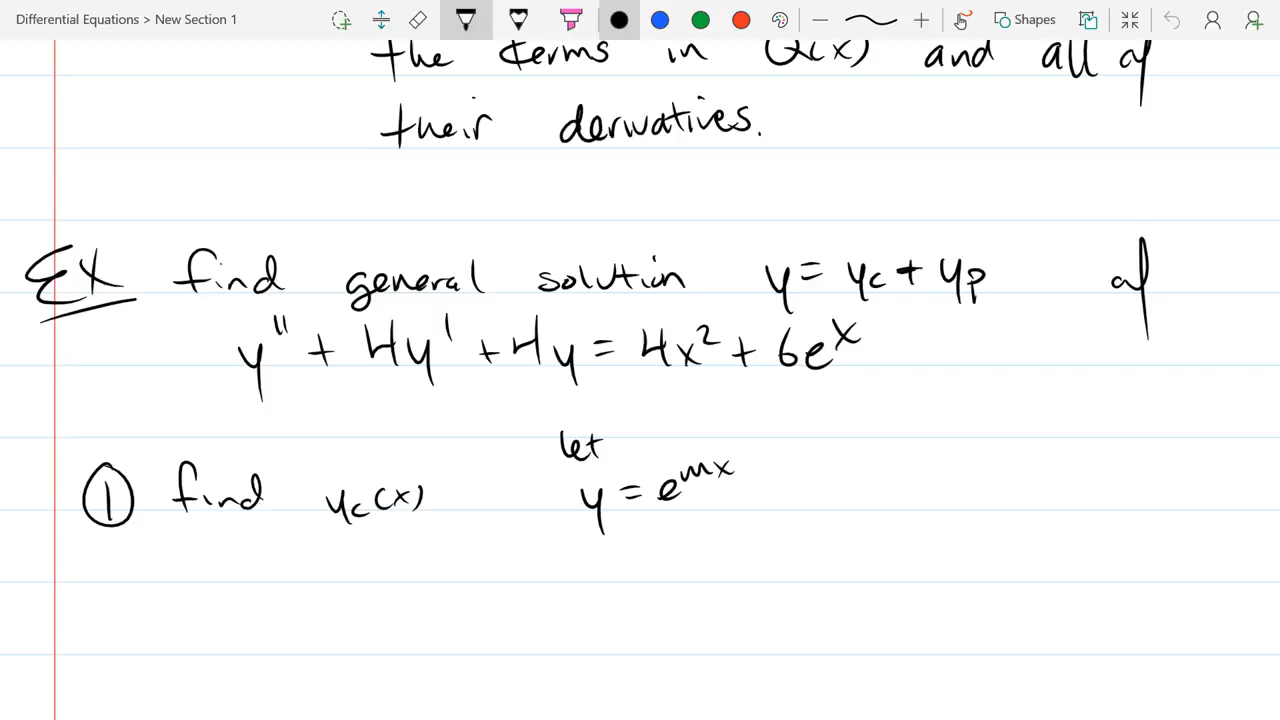 Differential Equations > New Section 1
Shapes
the terms in Q(x) and all of
their derivatives.
Ex find general solution y = yc + yp of
y'' + 4y' + 4y = 4x² + 6eˣ
① find yc(x)
let
y = e^mx